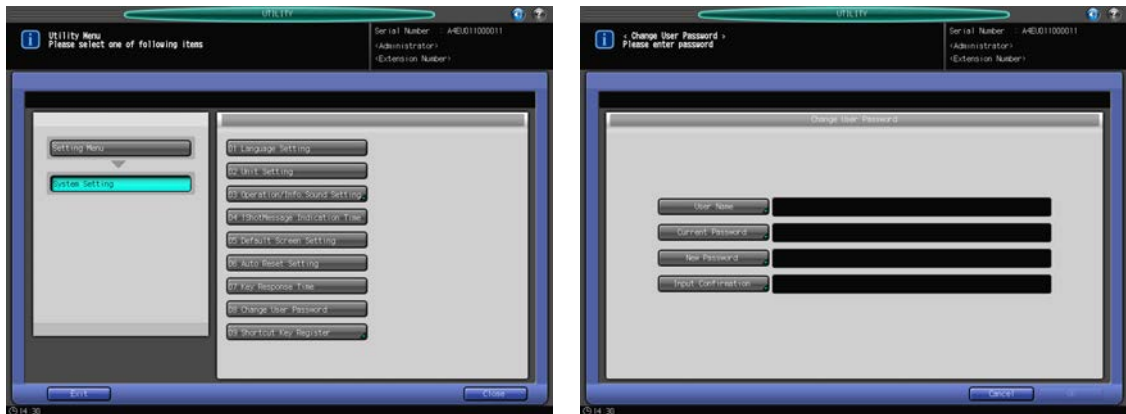 UTILITY
Utility Menu
Please select one of following items
Serial Number : A4EU011000011
<Administrator>
<Extension Number>
Setting Menu
System Setting
01 Language Setting
02 Unit Setting
03 Operation/Info.Sound Setting
04 1ShotMessage Indication Time
05 Default Screen Setting
06 Auto Reset Setting
07 Key Response Time
08 Change User Password
09 Shortcut Key Register
Exit
Close
14:30
UTILITY
< Change User Password >
Please enter password
Serial Number : A4EU011000011
<Administrator>
<Extension Number>
Change User Password
User Name
Current Password
New Password
Input Confirmation
Cancel
14:30